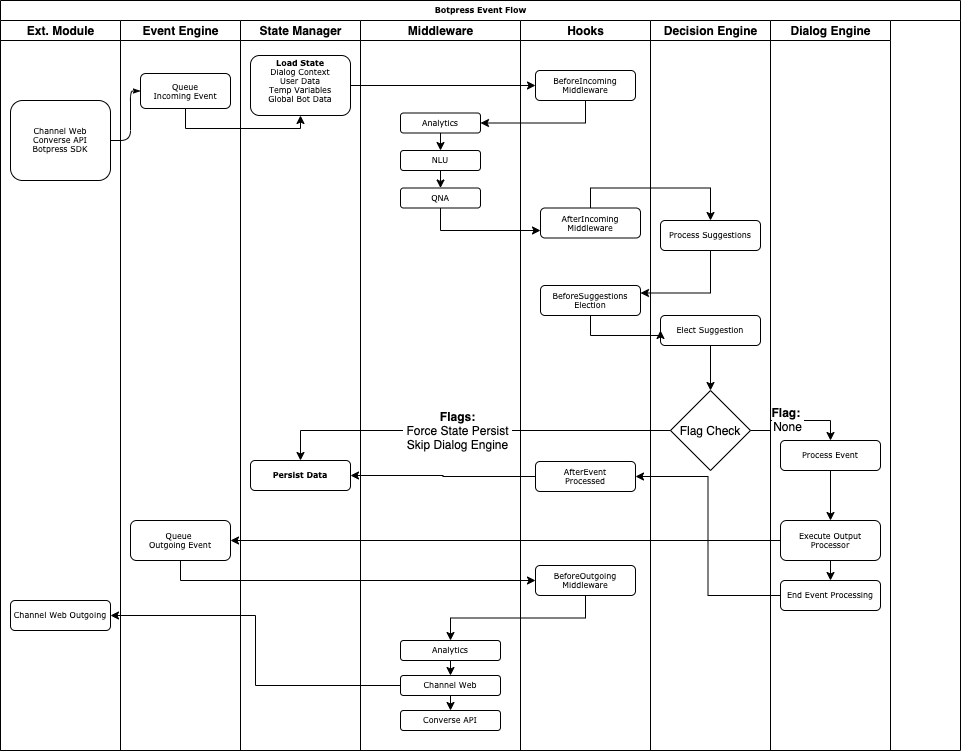 Botpress Event Flow
Ext. Module
Event Engine
State Manager
Middleware
Hooks
Decision Engine
Dialog Engine
Channel Web
Converse API
Botpress SDK
Queue
Incoming Event
Load State
Dialog Context
User Data
Temp Variables
Global Bot Data
BeforeIncoming
Middleware
Analytics
NLU
QNA
AfterIncoming
Middleware
Process Suggestions
BeforeSuggestions
Election
Elect Suggestion
Flag Check
Flags:
Force State Persist
Skip Dialog Engine
Flag:
None
Process Event
Persist Data
AfterEvent
Processed
Queue
Outgoing Event
Execute Output
Processor
BeforeOutgoing
Middleware
End Event Processing
Channel Web Outgoing
Analytics
Channel Web
Converse API